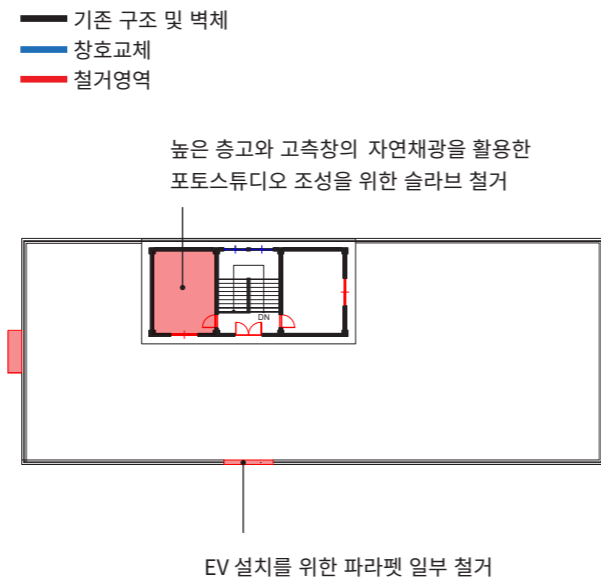 기존 구조 및 벽체
창호교체
철거영역
높은 층고와 고측창의 자연채광을 활용한
포토스튜디오 조성을 위한 슬라브 철거
DN
EV 설치를 위한 파라펫 일부 철거